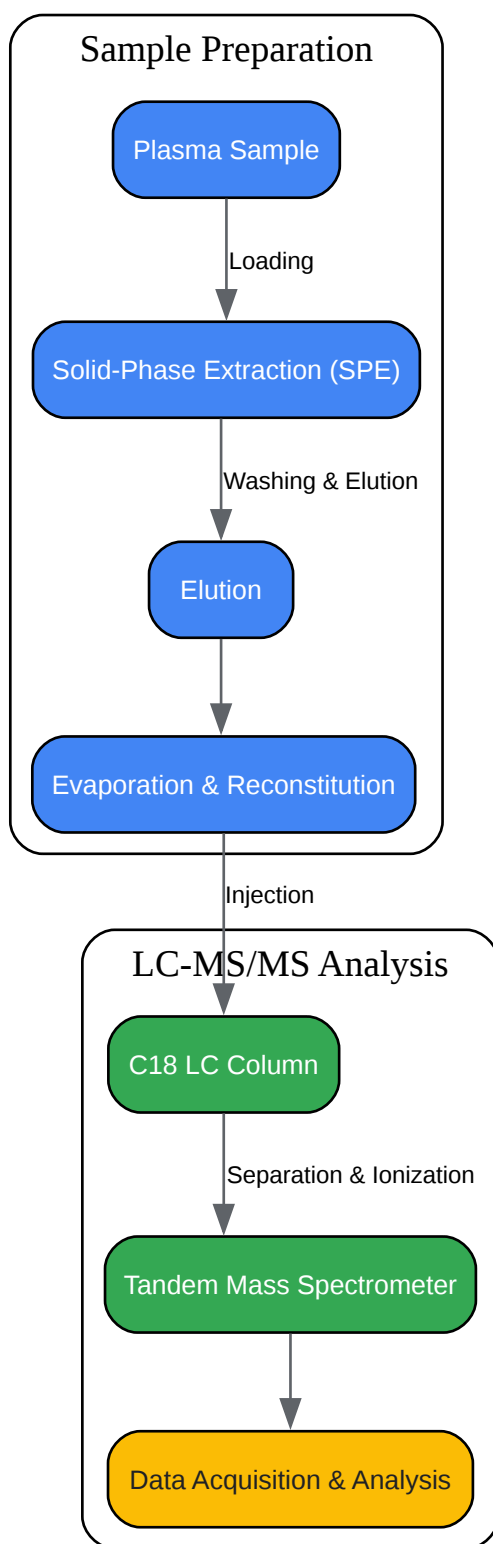 Sample Preparation
Plasma Sample
Loading
Solid-Phase Extraction (SPE)
Washing & Elution
Elution
Evaporation & Reconstitution
Injection
LC-MS/MS Analysis
C18 LC Column
Separation & Ionization
Tandem Mass Spectrometer
Data Acquisition & Analysis